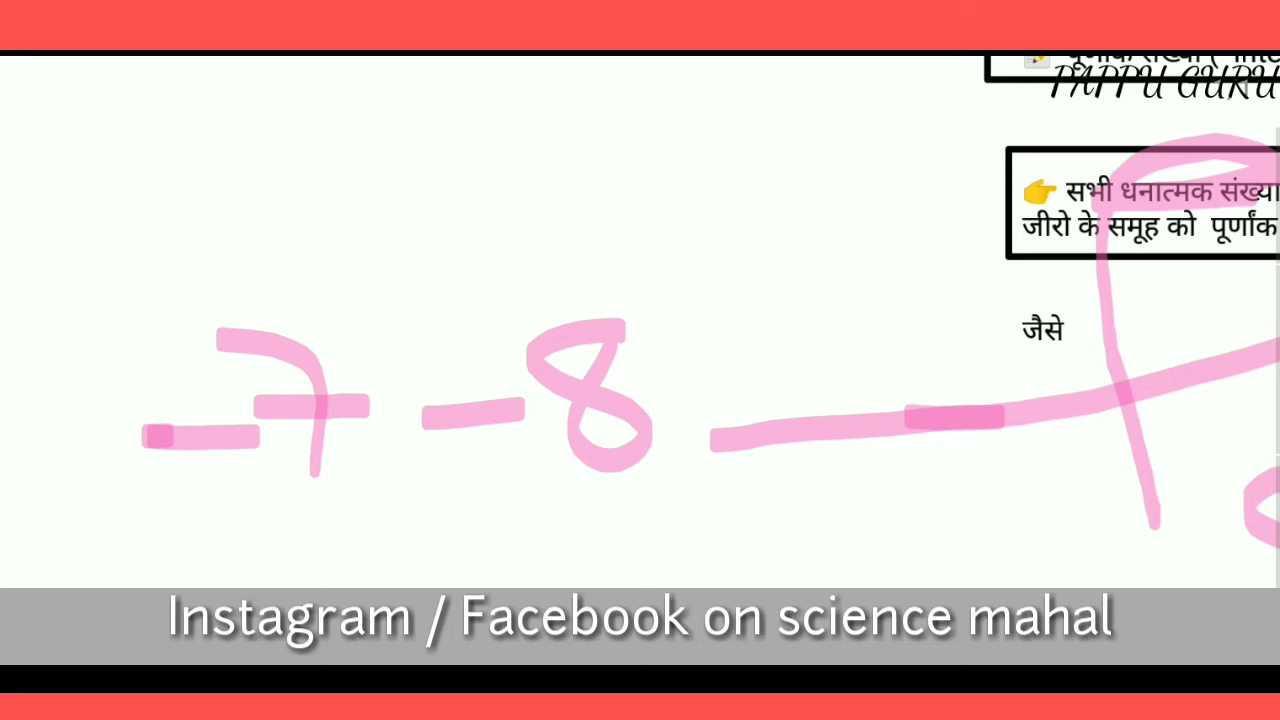 PAPPU GURU
👉 सभी धनात्मक संख्या
जीरो के समूह को पूर्णांक
जैसे
-7 -8
Instagram / Facebook on science mahal